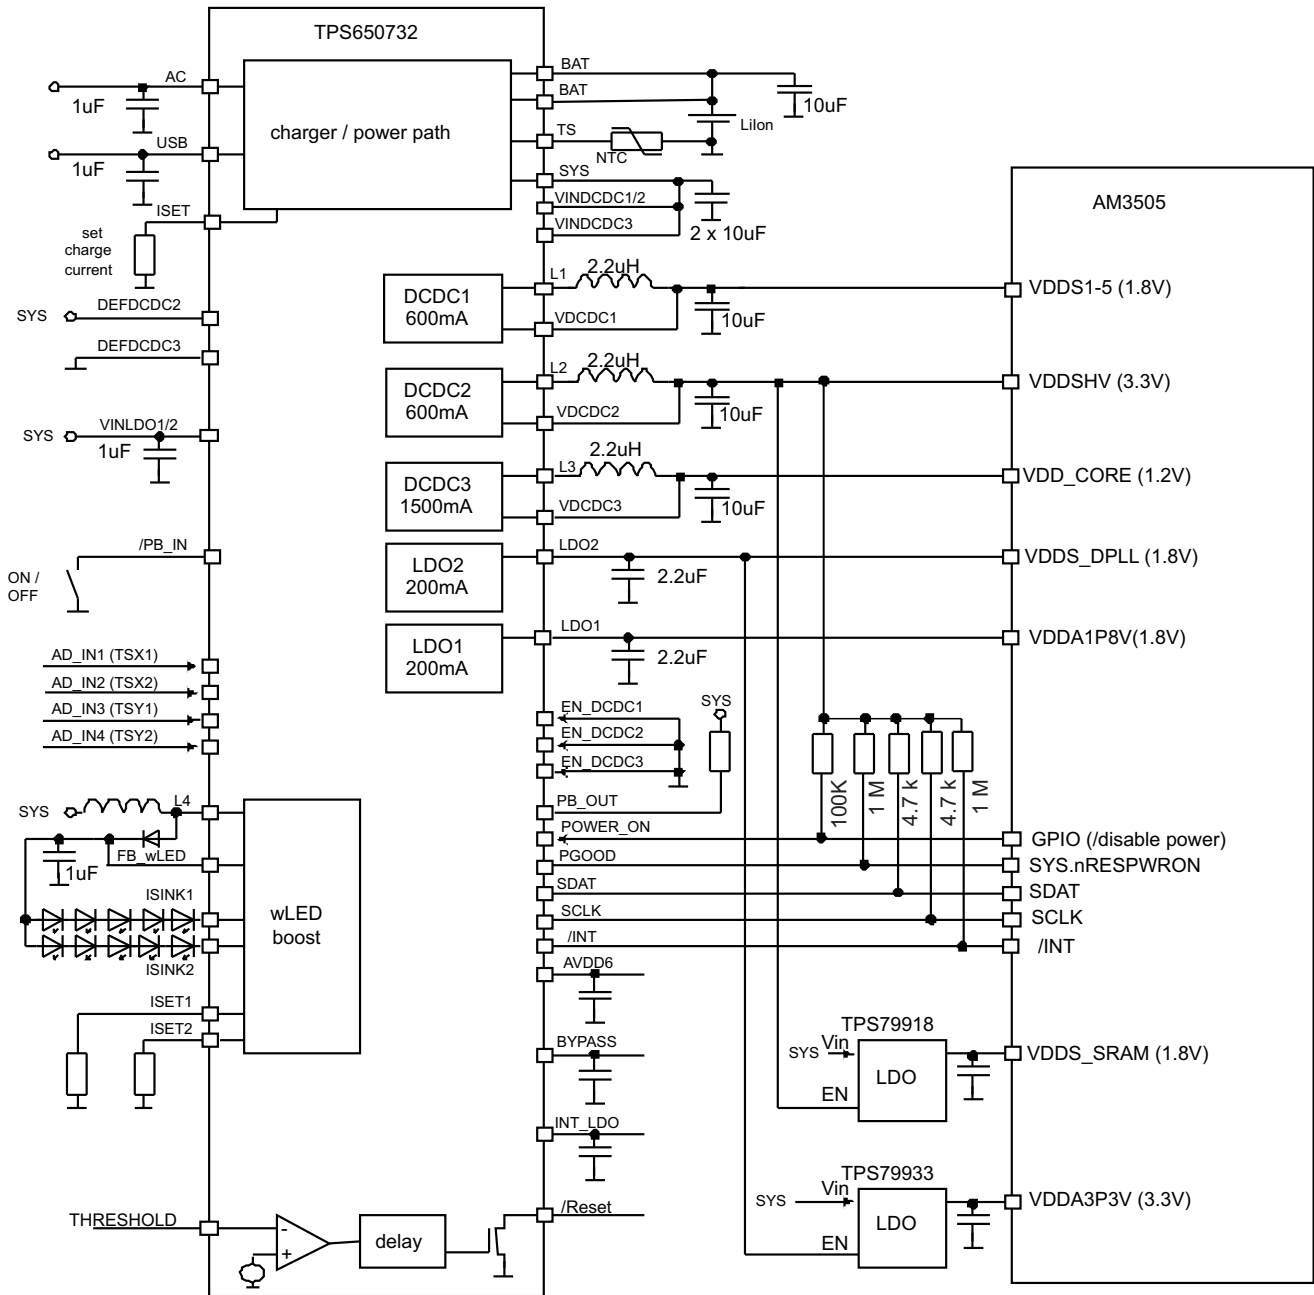 TPS650732
AC
1uF
USB
1uF
charger / power path
ISET
set
charge
current
BAT
BAT
10uF
LiIon
TS
NTC
SYS
VINDCDC1/2
VINDCDC3
2 x 10uF
AM3505
SYS
DEFDCDC2
DEFDCDC3
SYS
VINLDO1/2
1uF
DCDC1
600mA
L1
2.2uH
VDCDC1
10uF
VDDS1-5 (1.8V)
DCDC2
600mA
L2
2.2uH
VDCDC2
10uF
VDDSHV (3.3V)
DCDC3
1500mA
L3
2.2uH
VDCDC3
10uF
VDD_CORE (1.2V)
/PB_IN
ON /
OFF
LDO2
200mA
LDO2
2.2uF
VDDS_DPLL (1.8V)
LDO1
200mA
LDO1
2.2uF
VDDA1P8V(1.8V)
AD_IN1 (TSX1)
AD_IN2 (TSX2)
AD_IN3 (TSY1)
AD_IN4 (TSY2)
EN_DCDC1
EN_DCDC2
EN_DCDC3
SYS
PB_OUT
100K
1 M
4.7 k
4.7 k
1 M
POWER_ON
GPIO (/disable power)
PGOOD
SYS.nRESPWRON
SDAT
SDAT
SCLK
SCLK
/INT
/INT
SYS
L4
1uF
FB_wLED
ISINK1
ISINK2
wLED
boost
ISET1
ISET2
AVDD6
BYPASS
INT_LDO
TPS79918
SYS
Vin
LDO
EN
VDDS_SRAM (1.8V)
TPS79933
SYS
Vin
LDO
EN
VDDA3P3V (3.3V)
THRESHOLD
-
+
delay
/Reset